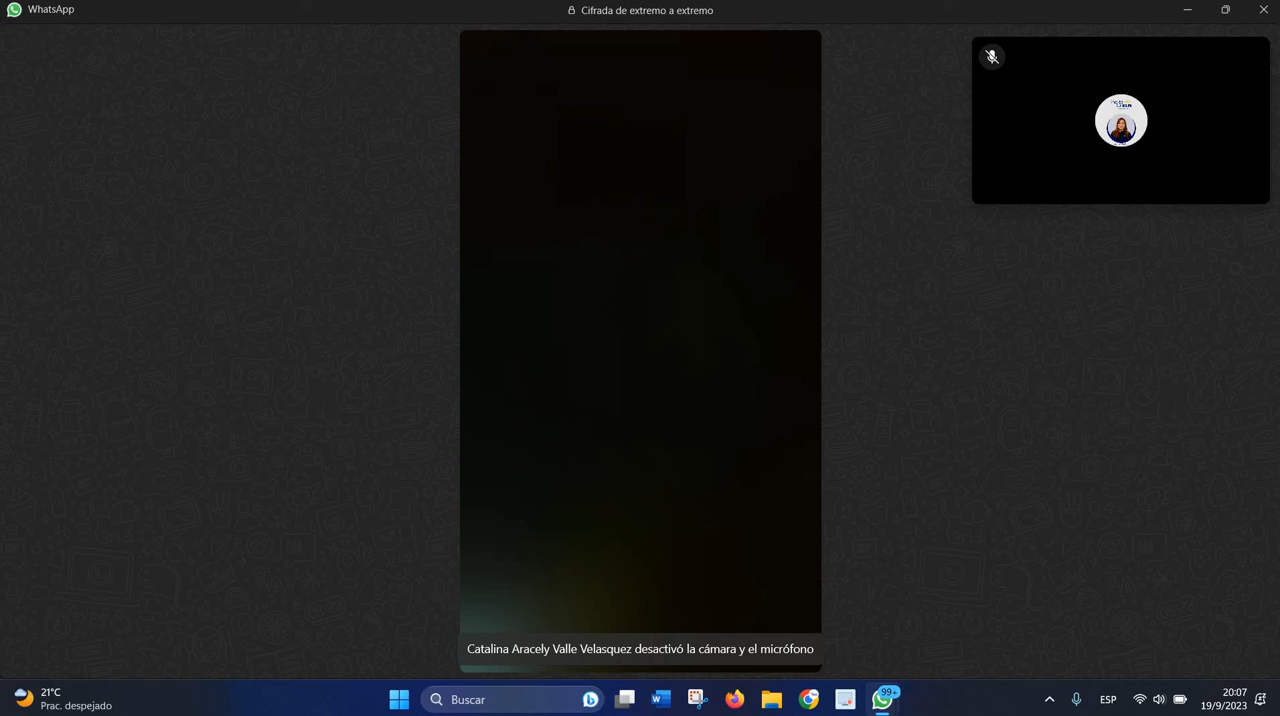 WhatsApp
Cifrada de extremo a extremo
Catalina Aracely Valle Velasquez desactivó la cámara y el micrófono
21°C
Prac. despejado
Buscar
99+
ESP
20:07
19/9/2023